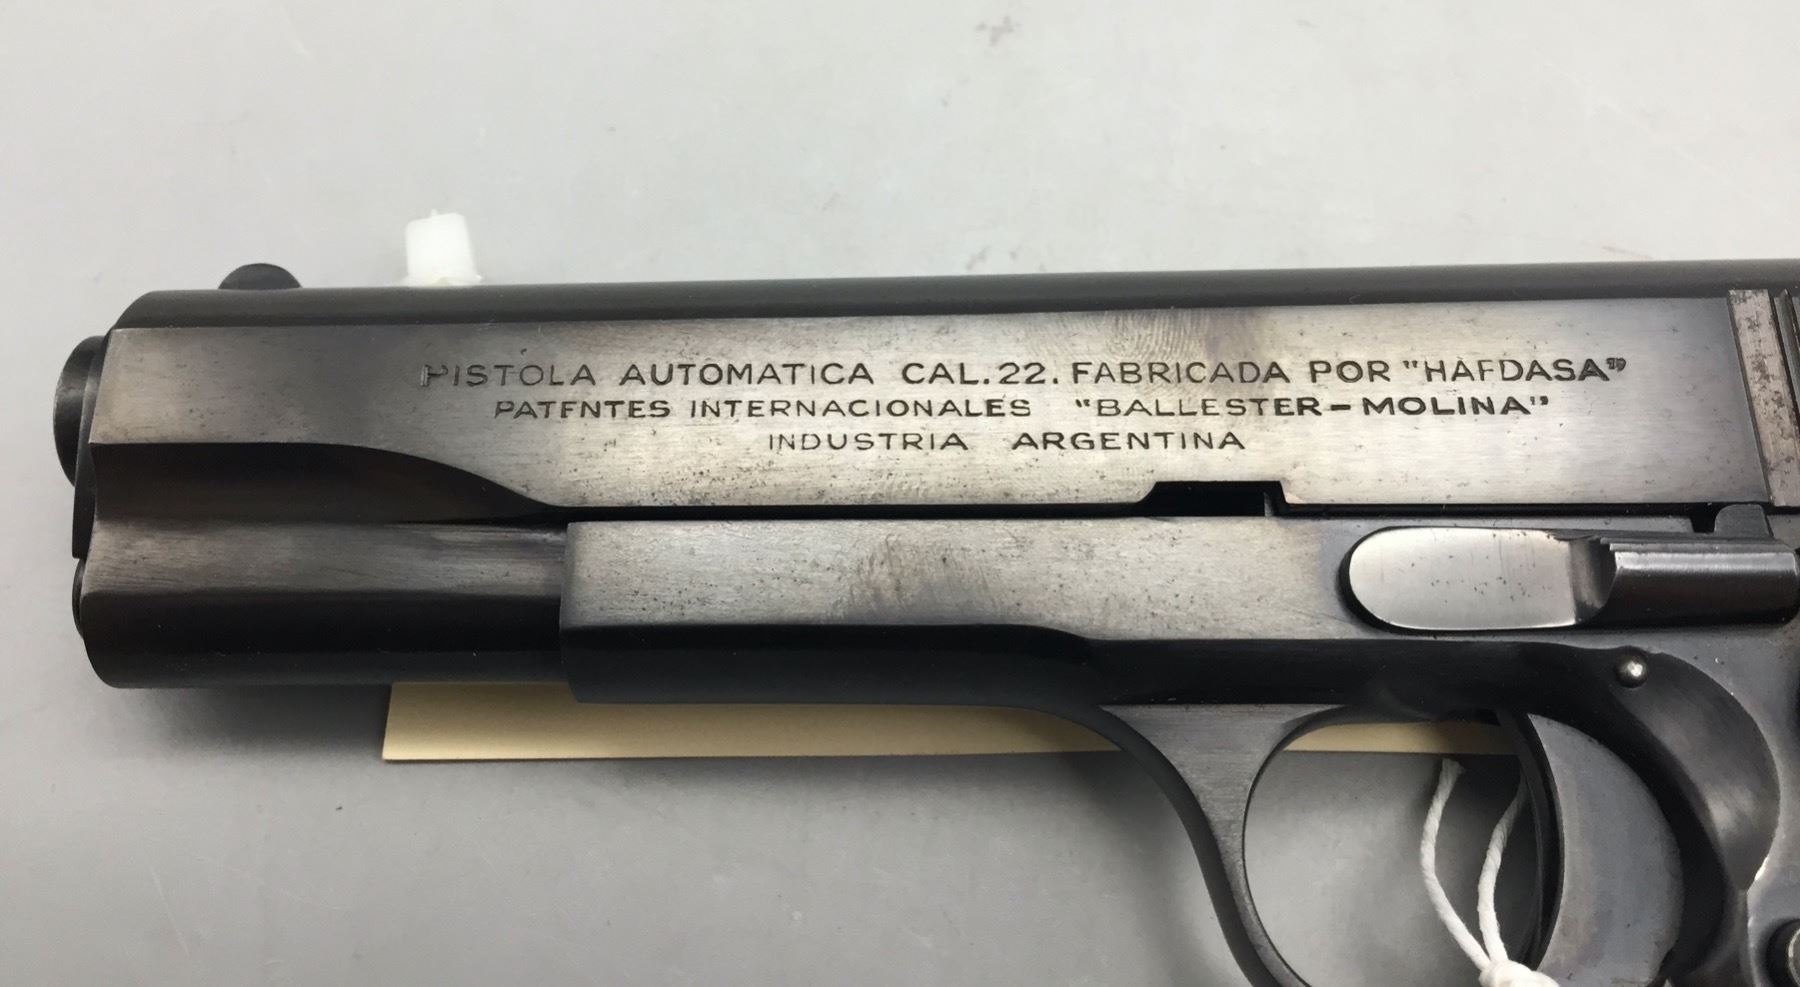 PISTOLA AUTOMATICA CAL.22. FABRICADA POR "HAFDASA"
PATENTES INTERNACIONALES "BALLESTER-MOLINA"
INDUSTRIA ARGENTINA